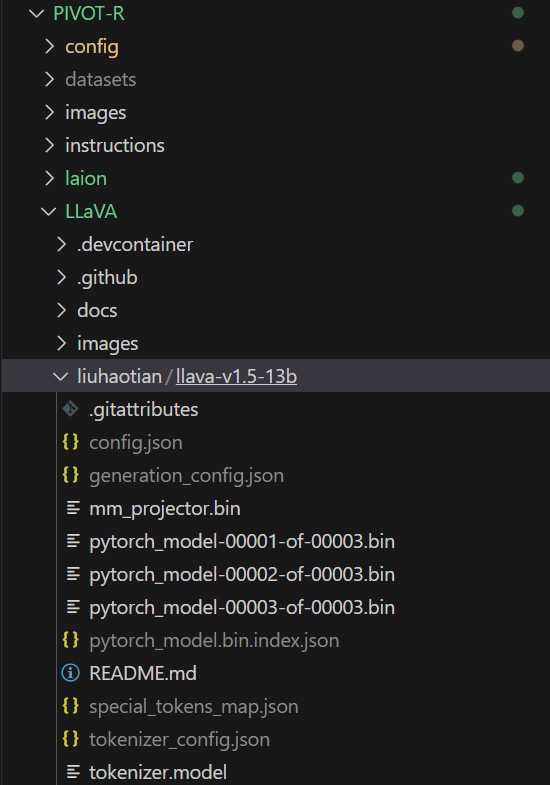 PIVOT-R
config
datasets
images
instructions
laion
LLaVA
.devcontainer
.github
docs
images
liuhaotian/llava-v1.5-13b
.gitattributes
{} config.json
{} generation_config.json
mm_projector.bin
pytorch_model-00001-of-00003.bin
pytorch_model-00002-of-00003.bin
pytorch_model-00003-of-00003.bin
{} pytorch_model.bin.index.json
README.md
{} special_tokens_map.json
{} tokenizer_config.json
tokenizer.model